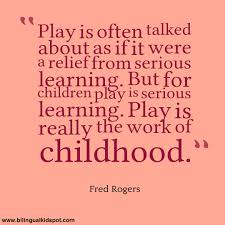 “Play is often talked
about as if it were
a relief from serious
learning. But for
children play is serious
learning. Play is
really the work of
childhood.”
Fred Rogers
www.bilingualkidspot.com